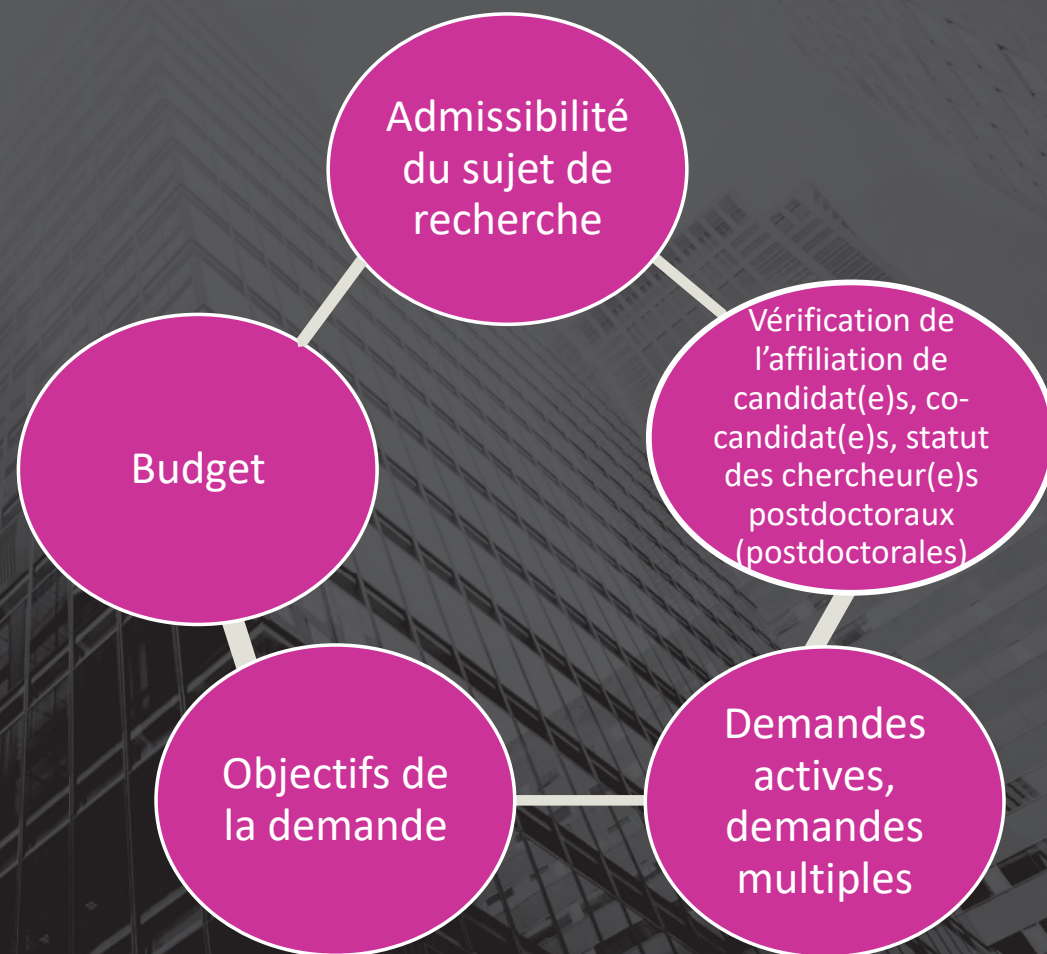 Admissibilité
du sujet de
recherche
Vérification de
l’affiliation de
candidat(e)s, co-
candidat(e)s, statut
des chercheur(e)s
postdoctoraux
(postdoctorales)
Demandes
actives,
demandes
multiples
Objectifs de
la demande
Budget